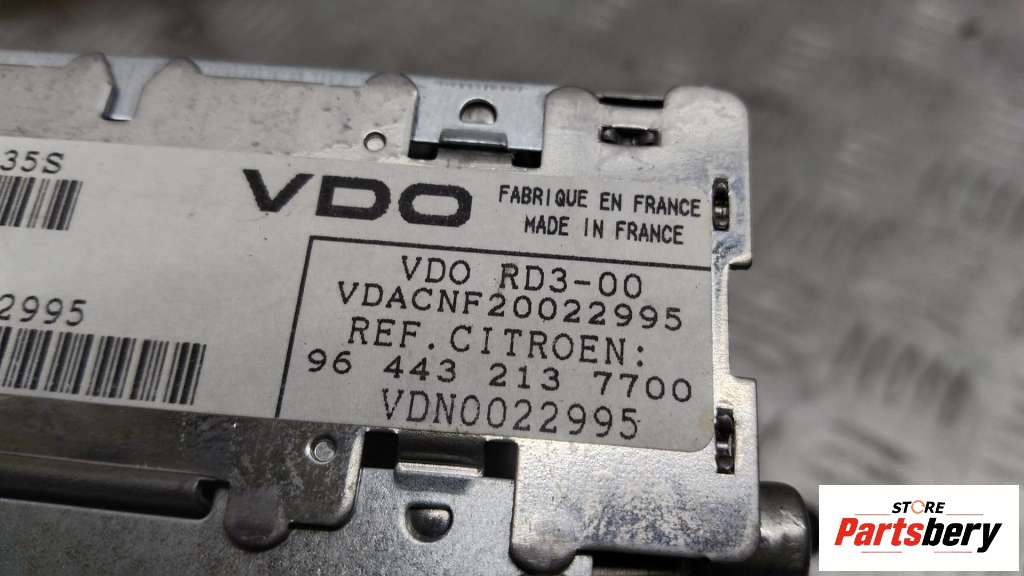 35S
VDO
FABRIQUE EN FRANCE
MADE IN FRANCE
VDO RD3-00
VDACNF20022995
2995
REF.CITROEN:
96 443 213 7700
VDN0022995
STORE
Partsbery